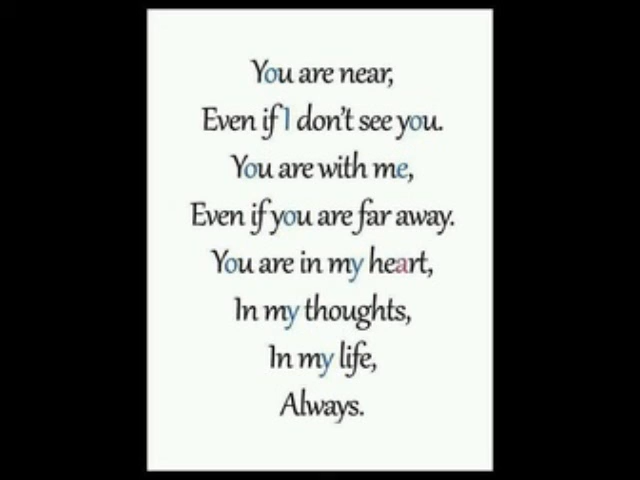 You are near,
Even if I don't see you.
You are with me,
Even if you are far away.
You are in my heart,
In my thoughts,
In my life,
Always.